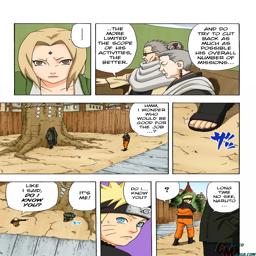 AND DO
TRY TO CUT
BACK AS
MUCH AS
POSSIBLE
HIS OVERALL
NUMBER OF
MISSIONS...
...THE
MORE
LIMITED
THE SCOPE
OF HIS
ACTIVITIES,
THE
BETTER.
HMM,
I WONDER
WHO
WOULD BE
GOOD FOR
THE JOB
LONG
TIME
NO SEE,
NARUTO
?
DO I...
KNOW
YOU?
IT'S
ME!
LIKE
I SAID,
DO I
KNOW
YOU?